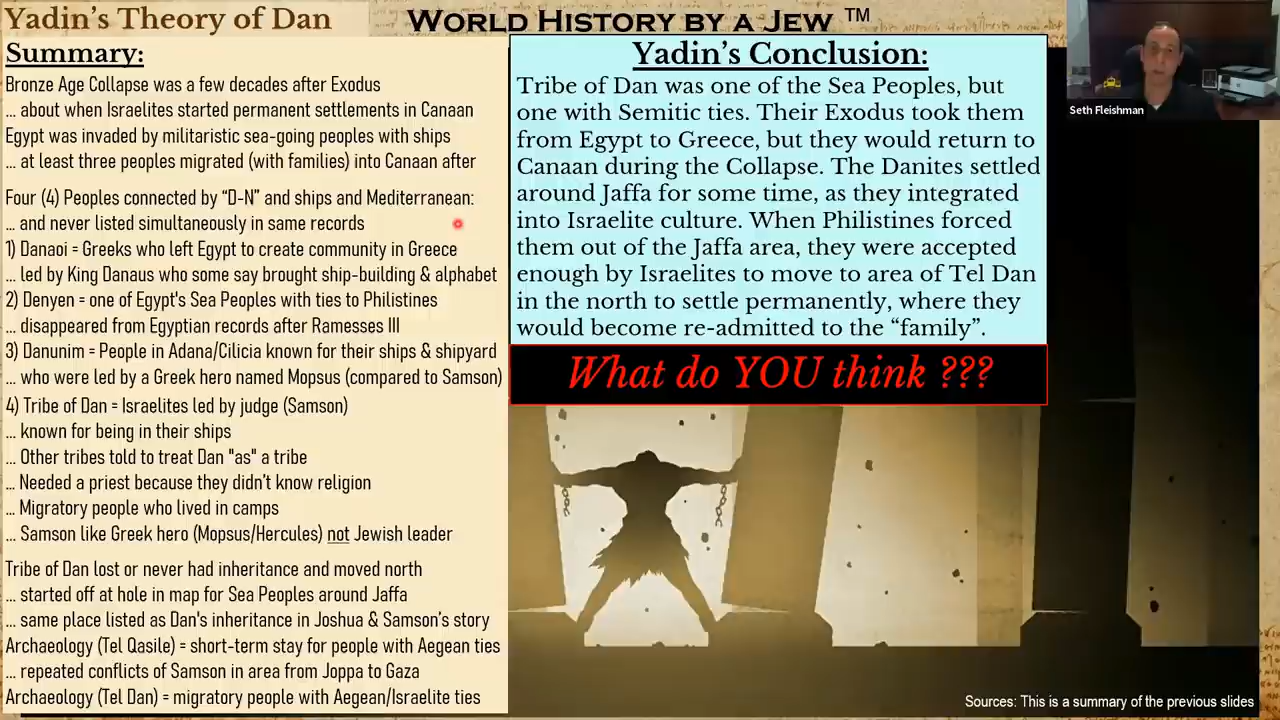 Yadin's Theory of Dan
WORLD HISTORY BY A JEW ™
Summary:
Bronze Age Collapse was a few decades after Exodus
... about when Israelites started permanent settlements in Canaan
Egypt was invaded by militaristic sea-going peoples with ships
... at least three peoples migrated (with families) into Canaan after
Four (4) Peoples connected by "D-N" and ships and Mediterranean:
... and never listed simultaneously in same records
1) Danaoi = Greeks who left Egypt to create community in Greece
... led by King Danaus who some say brought ship-building & alphabet
2) Denyen = one of Egypt's Sea Peoples with ties to Philistines
... disappeared from Egyptian records after Ramesses III
3) Danunim = People in Adana/Cilicia known for their ships & shipyard
... who were led by a Greek hero named Mopsus (compared to Samson)
4) Tribe of Dan = Israelites led by judge (Samson)
... known for being in their ships
... Other tribes told to treat Dan "as" a tribe
... Needed a priest because they didn't know religion
... Migratory people who lived in camps
... Samson like Greek hero (Mopsus/Hercules) not Jewish leader
Tribe of Dan lost or never had inheritance and moved north
... started off at hole in map for Sea Peoples around Jaffa
... same place listed as Dan's inheritance in Joshua & Samson's story
Archaeology (Tel Qasile) = short-term stay for people with Aegean ties
... repeated conflicts of Samson in area from Joppa to Gaza
Archaeology (Tel Dan) = migratory people with Aegean/Israelite ties
Yadin's Conclusion:
Tribe of Dan was one of the Sea Peoples, but
one with Semitic ties. Their Exodus took them
from Egypt to Greece, but they would return to
Canaan during the Collapse. The Danites settled
around Jaffa for some time, as they integrated
into Israelite culture. When Philistines forced
them out of the Jaffa area, they were accepted
enough by Israelites to move to area of Tel Dan
in the north to settle permanently, where they
would become re-admitted to the "family".
What do YOU think ???
Seth Fleishman
Sources: This is a summary of the previous slides